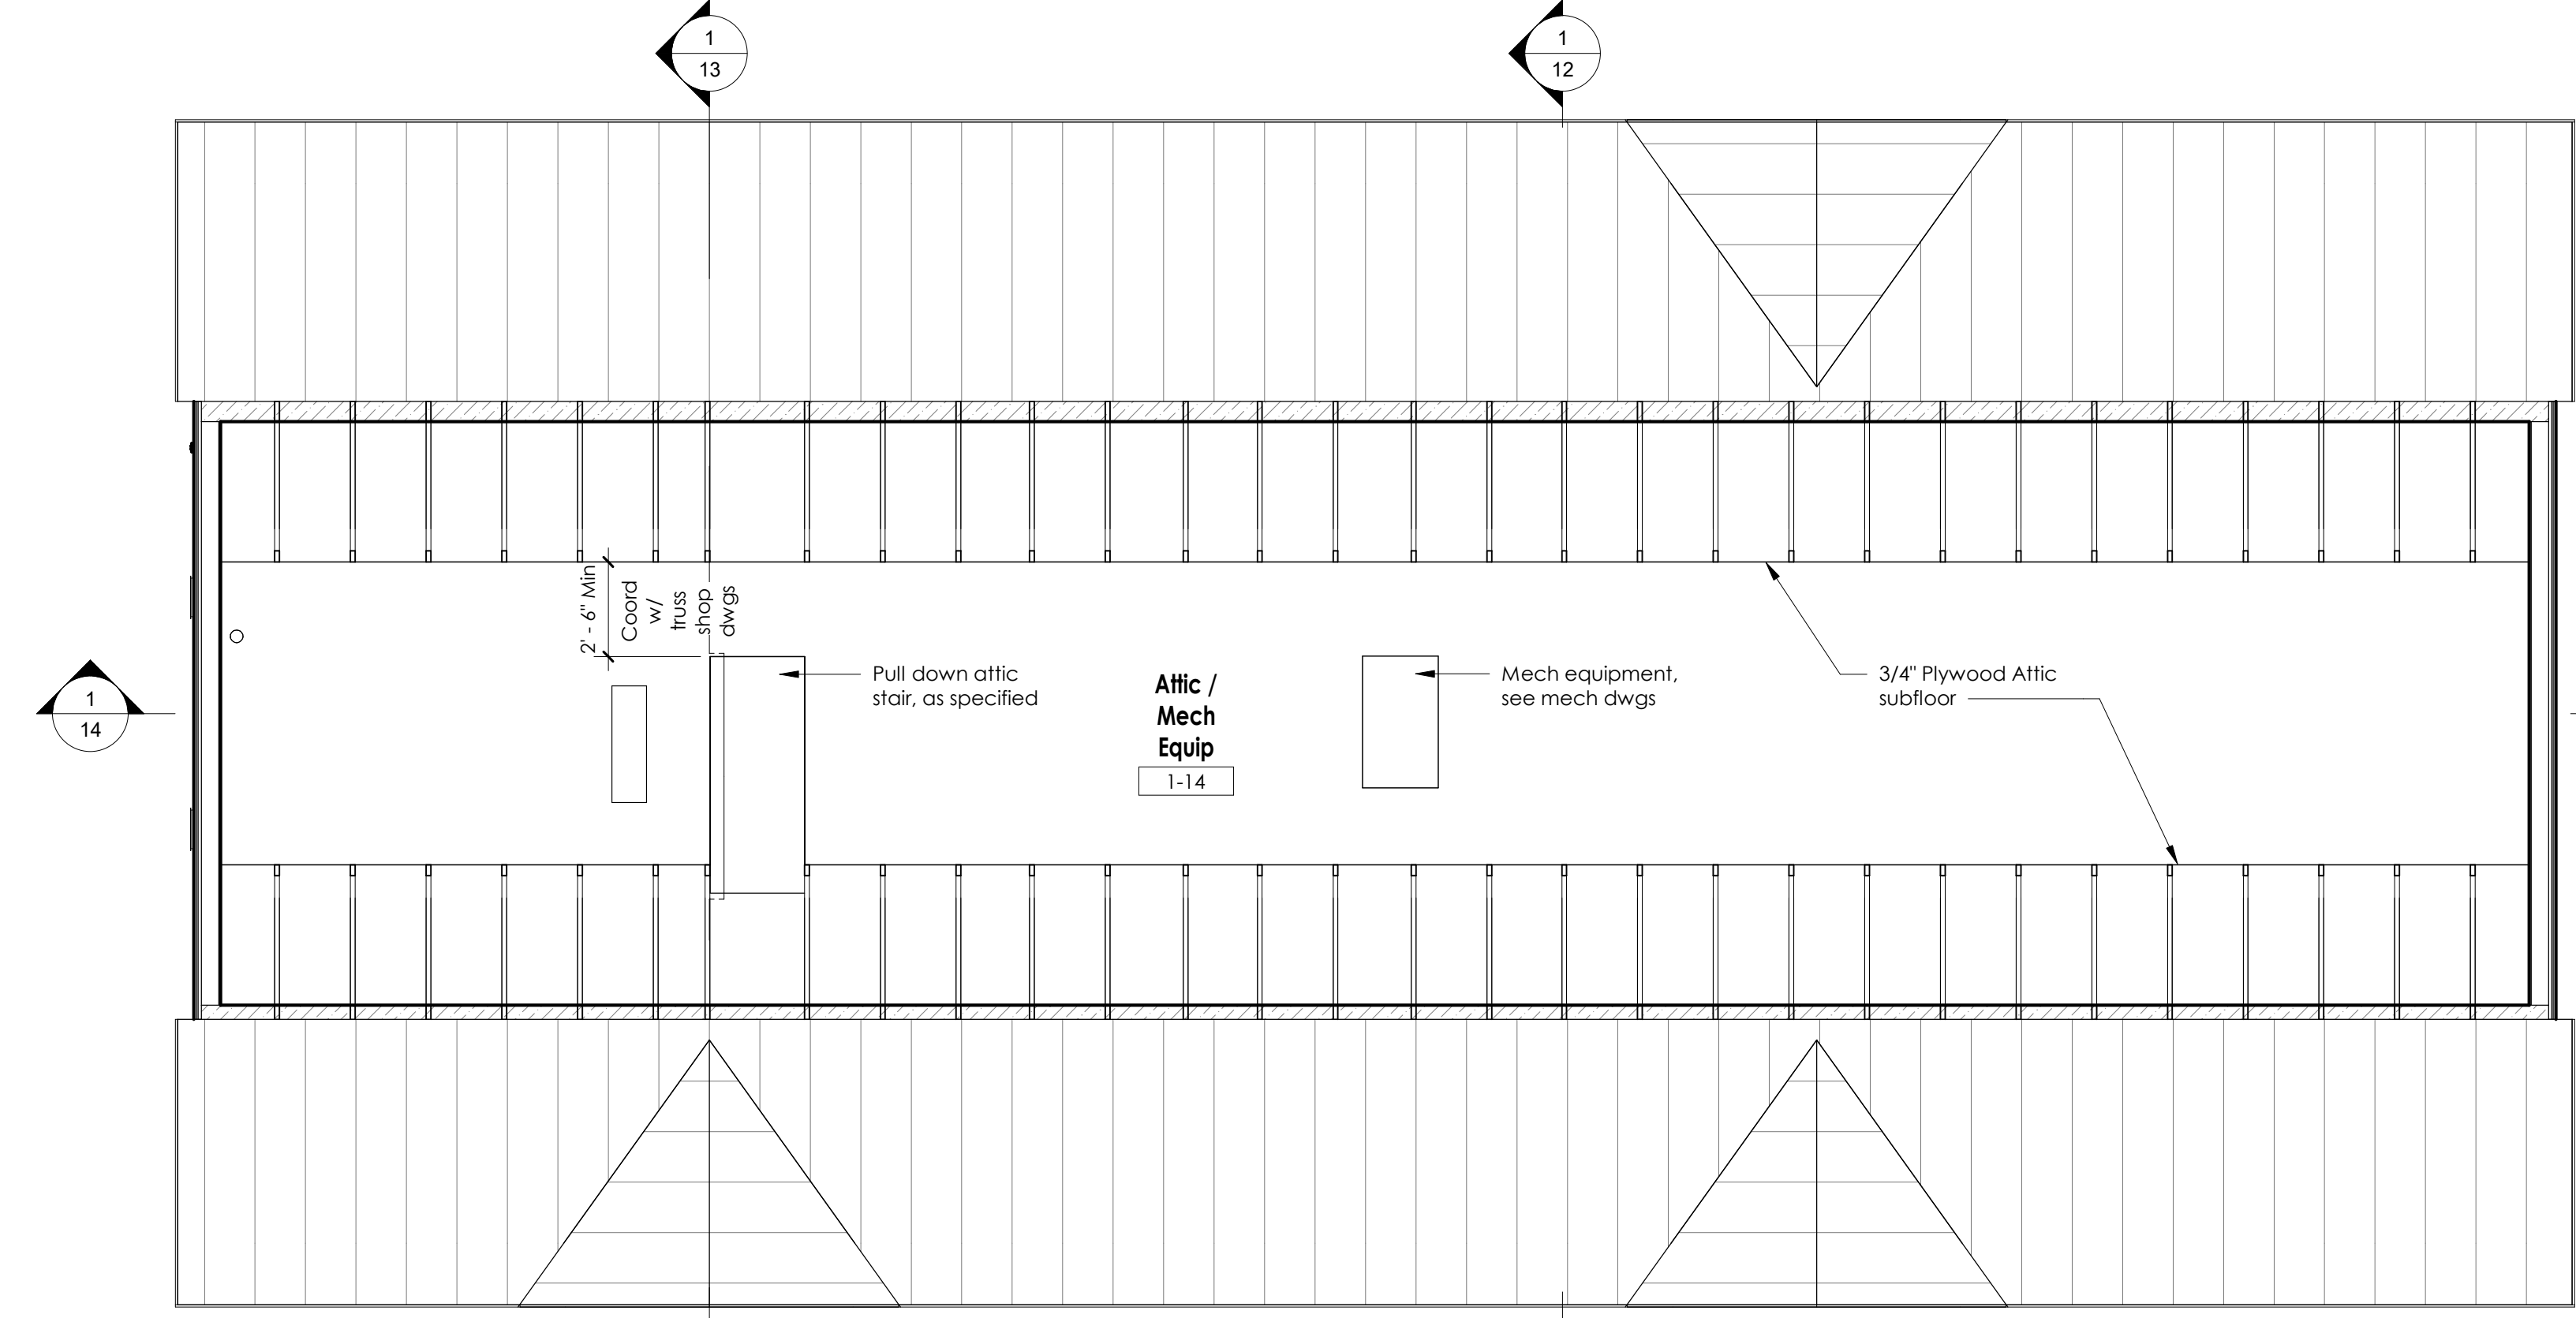 1
13
1
12
2' - 6" Min
Coord
w/
truss
shop
dwgs
Pull down attic
stair, as specified
Attic /
Mech
Equip
1-14
Mech equipment,
see mech dwgs
3/4" Plywood Attic
subfloor
1
14